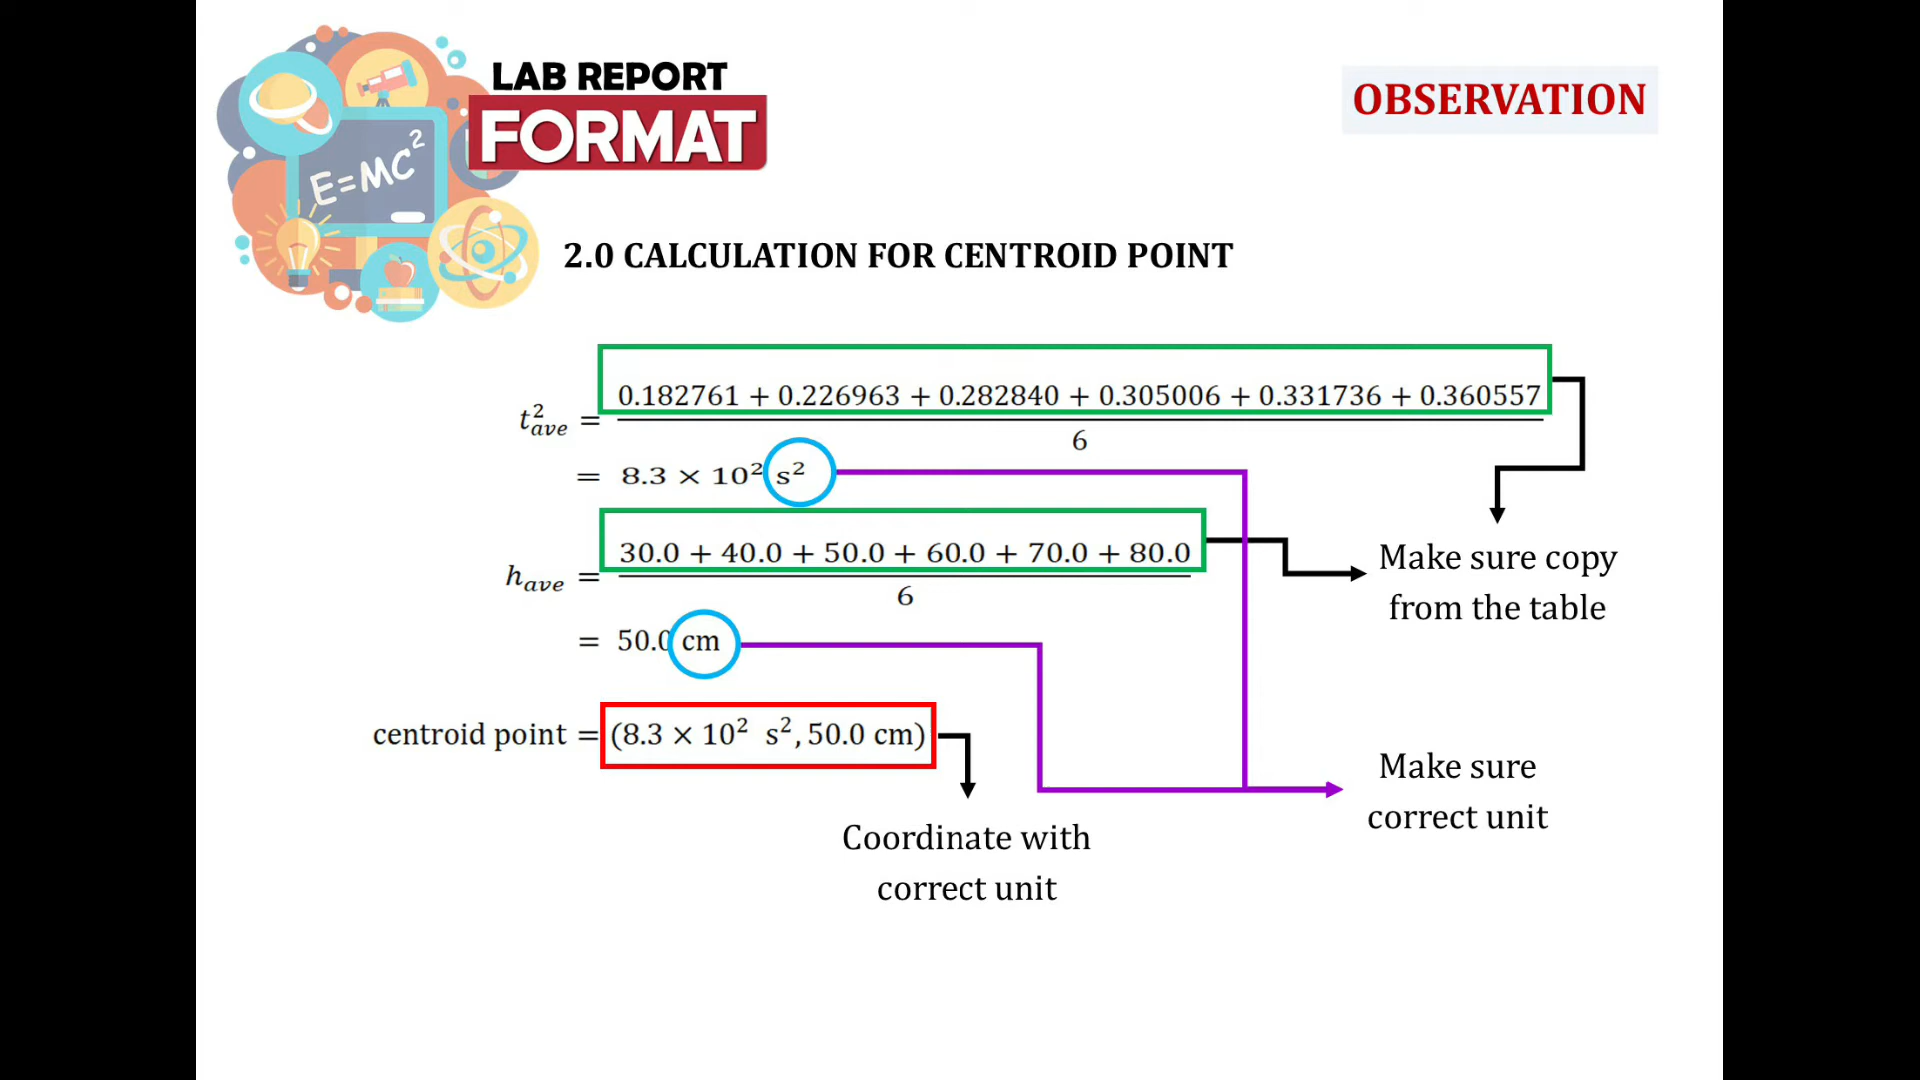 LAB REPORT
FORMAT
OBSERVATION
E=MC²
2.0 CALCULATION FOR CENTROID POINT
0.182761 + 0.226963 + 0.282840 + 0.305006 + 0.331736 + 0.360557
t²ave =
6
= 8.3 × 10² s²
30.0 + 40.0 + 50.0 + 60.0 + 70.0 + 80.0
have =
6
= 50.0 cm
Make sure copy
from the table
centroid point = (8.3 × 10² s², 50.0 cm)
Make sure
correct unit
Coordinate with
correct unit